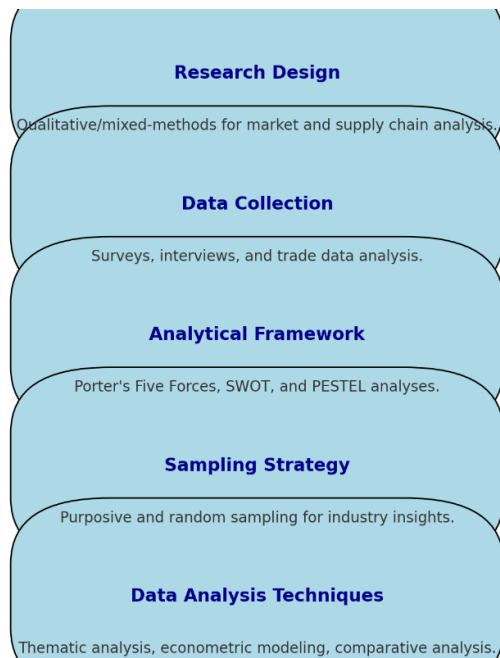 Research Design
Qualitative/mixed-methods for market and supply chain analysis.
Data Collection
Surveys, interviews, and trade data analysis.
Analytical Framework
Porter's Five Forces, SWOT, and PESTEL analyses.
Sampling Strategy
Purposive and random sampling for industry insights.
Data Analysis Techniques
Thematic analysis, econometric modeling, comparative analysis.